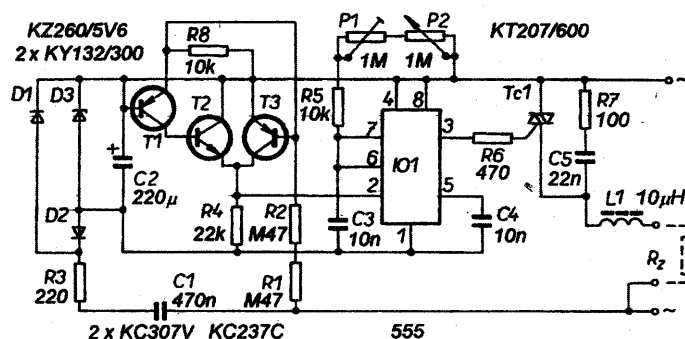 KZ260/5V6
2 x KY132/300
R8
10k
P1
P2
1M
1M
KT207/600
D1
D3
T1
T2
T3
R5
10k
4
8
7
3
6
2
5
1
IO1
R6
470
Tc1
R7
100
C5
22n
L1 10μH
C2
220μ
+
D2
R4
22k
R2
M47
C3
10n
C4
10n
R3
220
C1
470n
R1
M47
Rz
~
~
2 x KC307V KC237C 555